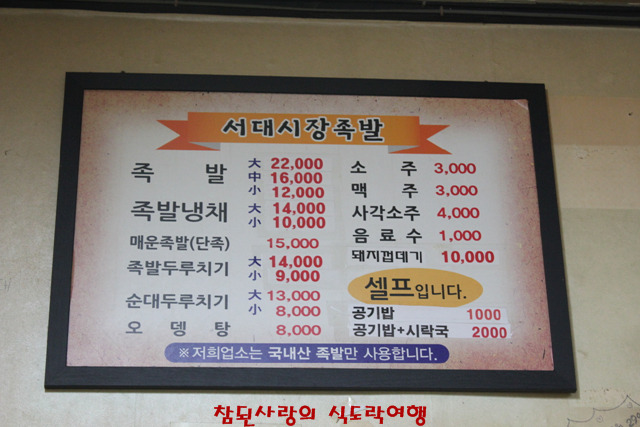 서대시장족발
족 발 大 22,000
中 16,000
小 12,000
족발냉채 大 14,000
小 10,000
매운족발(단족) 15,000
족발두루치기 大 14,000
小 9,000
순대두루치기 大 13,000
小 8,000
오 뎅 탕 8,000
소 주 3,000
맥 주 3,000
사각소주 4,000
음 료 수 1,000
돼지껍데기 10,000
셀프입니다.
공기밥 1000
공기밥+시락국 2000
※저희업소는 국내산 족발만 사용합니다.
참된사랑의 식도락여행